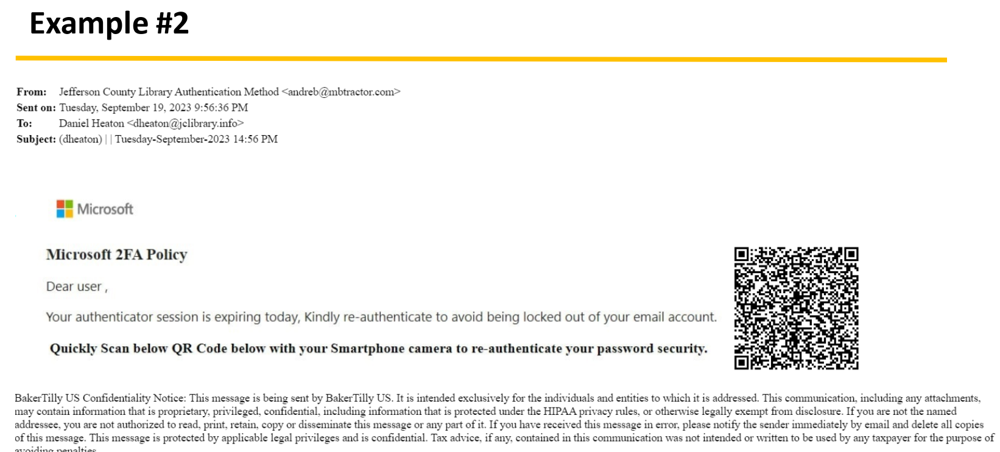 Example #2
From: Jefferson County Library Authentication Method <andreb@mbtractor.com>
Sent on: Tuesday, September 19, 2023 9:56:36 PM
To: Daniel Heaton <dheaton@jclibrary.info>
Subject: (dheaton) || Tuesday-September-2023 14:56 PM
Microsoft
Microsoft 2FA Policy
Dear user ,
Your authenticator session is expiring today, Kindly re-authenticate to avoid being locked out of your email account.
Quickly Scan below QR Code below with your Smartphone camera to re-authenticate your password security.
BakerTilly US Confidentiality Notice: This message is being sent by BakerTilly US. It is intended exclusively for the individuals and entities to which it is addressed. This communication, including any attachments,
may contain information that is proprietary, privileged, confidential, including information that is protected under the HIPAA privacy rules, or otherwise legally exempt from disclosure. If you are not the named
addressee, you are not authorized to read, print, retain, copy or disseminate this message or any part of it. If you have received this message in error, please notify the sender immediately by email and delete all copies
of this message. This message is protected by applicable legal privileges and is confidential. Tax advice, if any, contained in this communication was not intended or written to be used by any taxpayer for the purpose of
avoiding penalties.